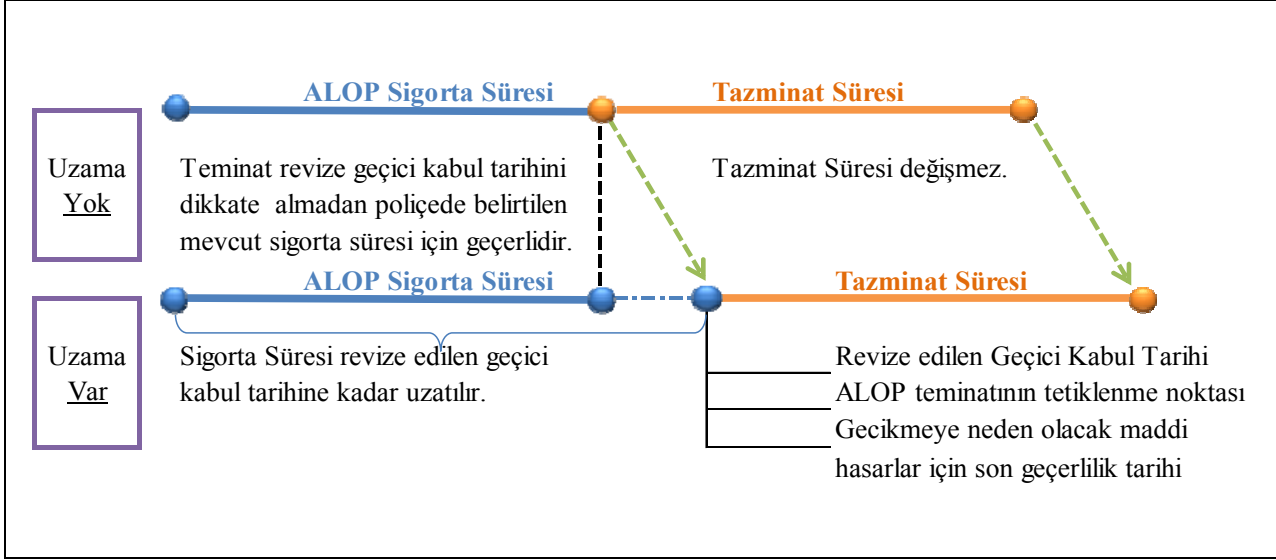 ALOP Sigorta Süresi
Tazminat Süresi
Uzama
Yok
Teminat revize geçici kabul tarihini
dikkate almadan poliçede belirtilen
mevcut sigorta süresi için geçerlidir.
Tazminat Süresi değişmez.
ALOP Sigorta Süresi
Tazminat Süresi
Uzama
Var
Sigorta Süresi revize edilen geçici
kabul tarihine kadar uzatılır.
Revize edilen Geçici Kabul Tarihi
ALOP teminatının tetiklenme noktası
Gecikmeye neden olacak maddi
hasarlar için son geçerlilik tarihi